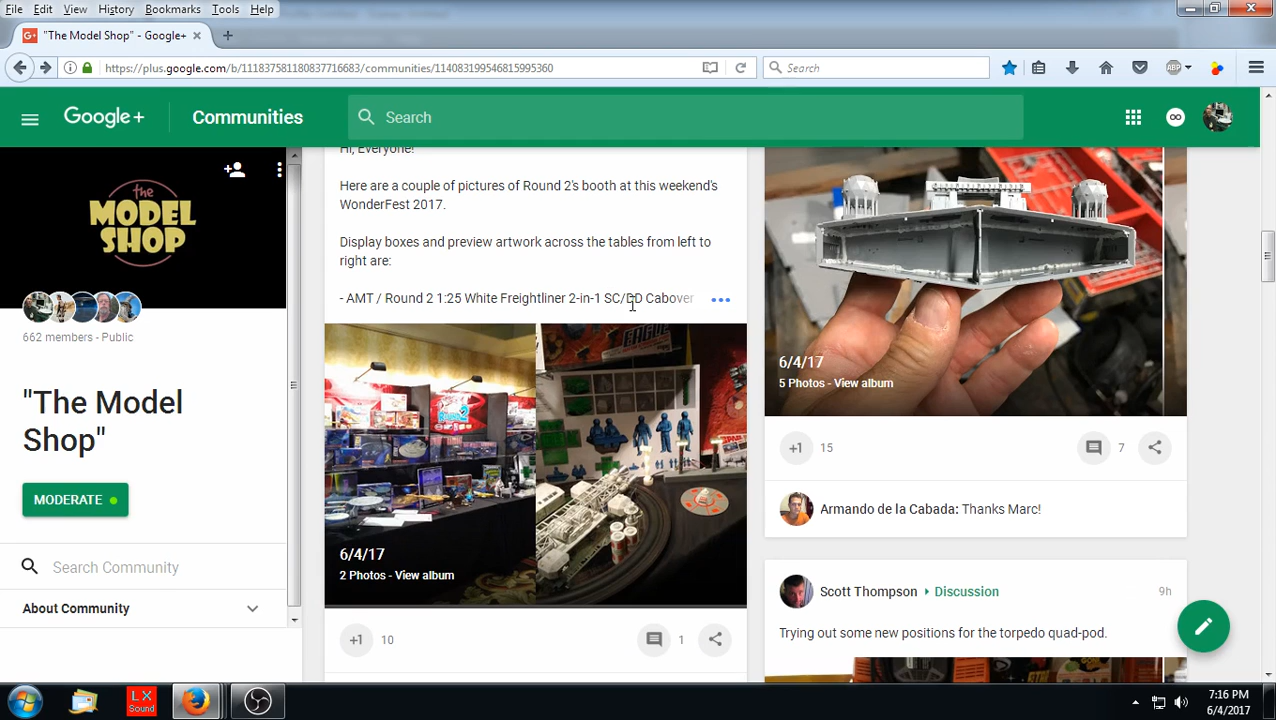 File Edit View History Bookmarks Tools Help
G+ "The Model Shop" - Google+
https://plus.google.com/b/111837581180837716683/communities/114083199546815995360
Search
ABP
Google+ Communities
Search
the
MODEL
SHOP
662 members - Public
"The Model
Shop"
MODERATE
Search Community
About Community
Hi, Everyone!
Here are a couple of pictures of Round 2's booth at this weekend's
WonderFest 2017.
Display boxes and preview artwork across the tables from left to
right are:
- AMT / Round 2 1:25 White Freightliner 2-in-1 SC/DD Cabover
6/4/17
2 Photos - View album
+1 10
1
6/4/17
5 Photos - View album
+1 15
7
Armando de la Cabada: Thanks Marc!
Scott Thompson Discussion 9h
Trying out some new positions for the torpedo quad-pod.
LX
Sound
7:16 PM
6/4/2017